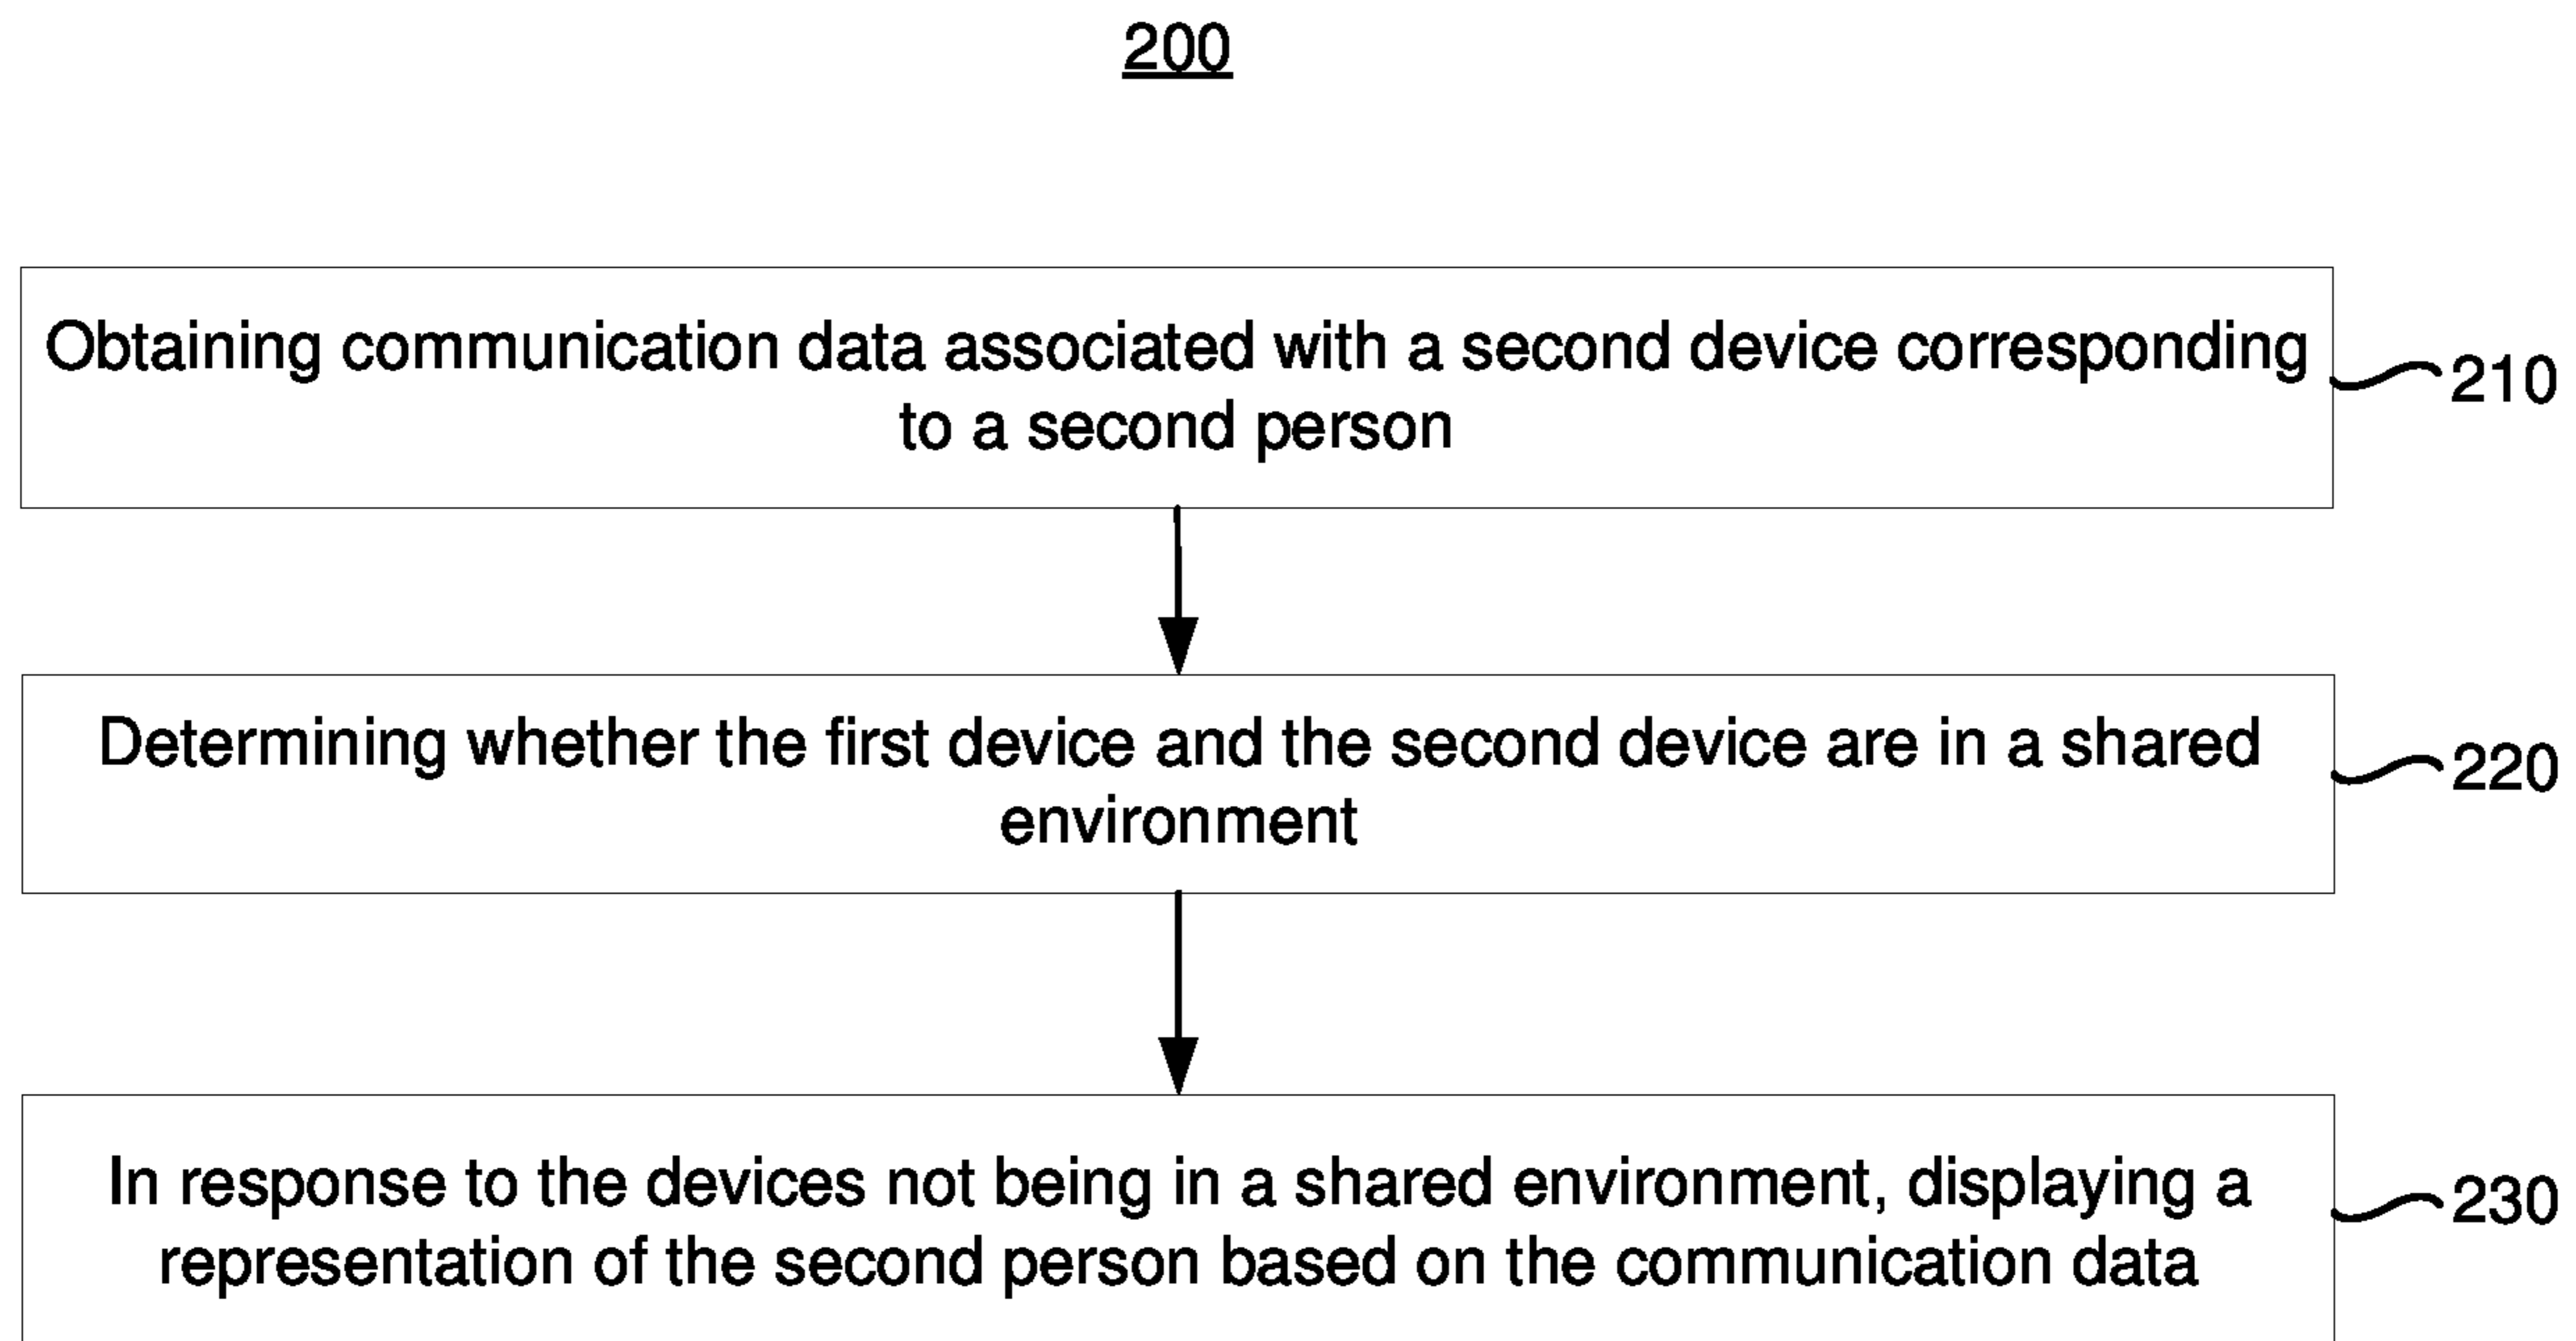 200
Obtaining communication data associated with a second device corresponding
to a second person
210
Determining whether the first device and the second device are in a shared
environment
220
In response to the devices not being in a shared environment, displaying a
representation of the second person based on the communication data
230